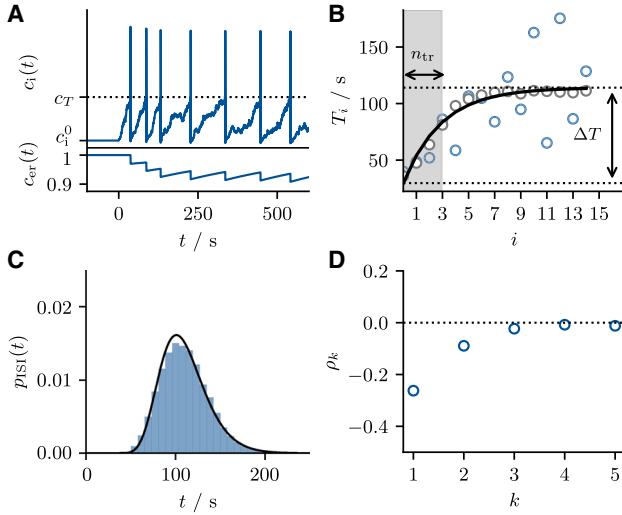 A
c_i(t)
c_T
c_i^0
c_er(t)
1
0.9
0
250
500
t / s
B
T_i / s
150
100
50
n_tr
ΔT
1
3
5
7
9
11
13
15
i
C
p_ISI(t)
0.02
0.01
0.00
0
100
200
t / s
D
ρ_k
0.2
0.0
−0.2
−0.4
1
2
3
4
5
k